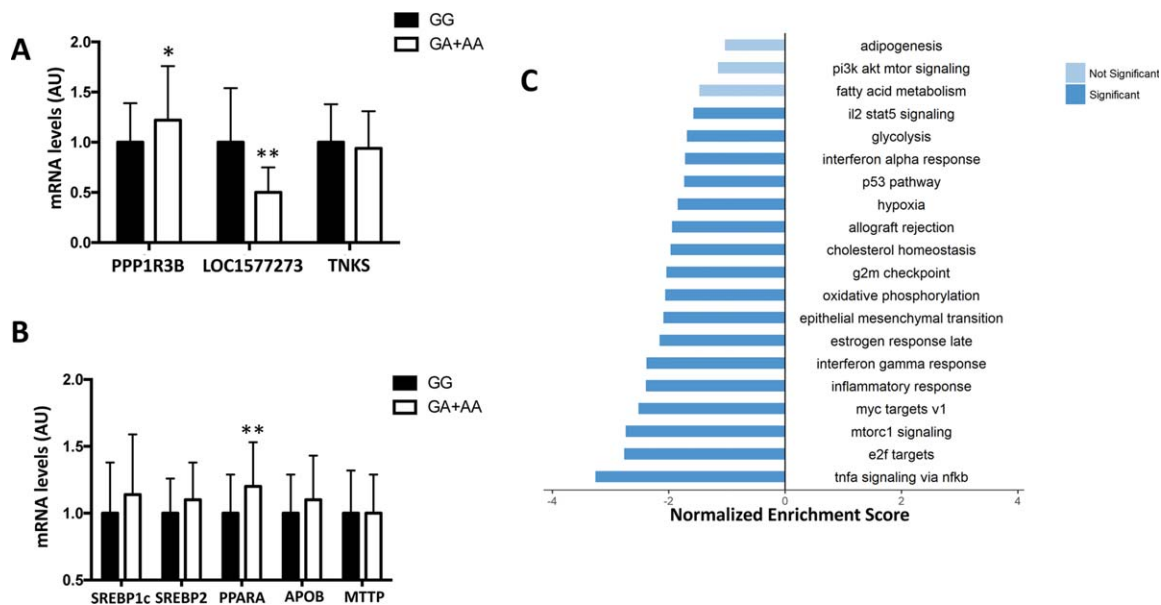 A
GG
GA+AA
mRNA levels (AU)
2.0
1.5
1.0
0.5
0.0
*
**
PPP1R3B LOC1577273 TNKS
B
GG
GA+AA
mRNA levels (AU)
2.0
1.5
1.0
0.5
**
SREBP1c SREBP2 PPARA APOB MTTP
C
Not Significant
Significant
adipogenesis
pi3k akt mtor signaling
fatty acid metabolism
il2 stat5 signaling
glycolysis
interferon alpha response
p53 pathway
hypoxia
allograft rejection
cholesterol homeostasis
g2m checkpoint
oxidative phosphorylation
epithelial mesenchymal transition
estrogen response late
interferon gamma response
inflammatory response
myc targets v1
mtorc1 signaling
e2f targets
tnfa signaling via nfkb
-4 -2 0 2 4
Normalized Enrichment Score